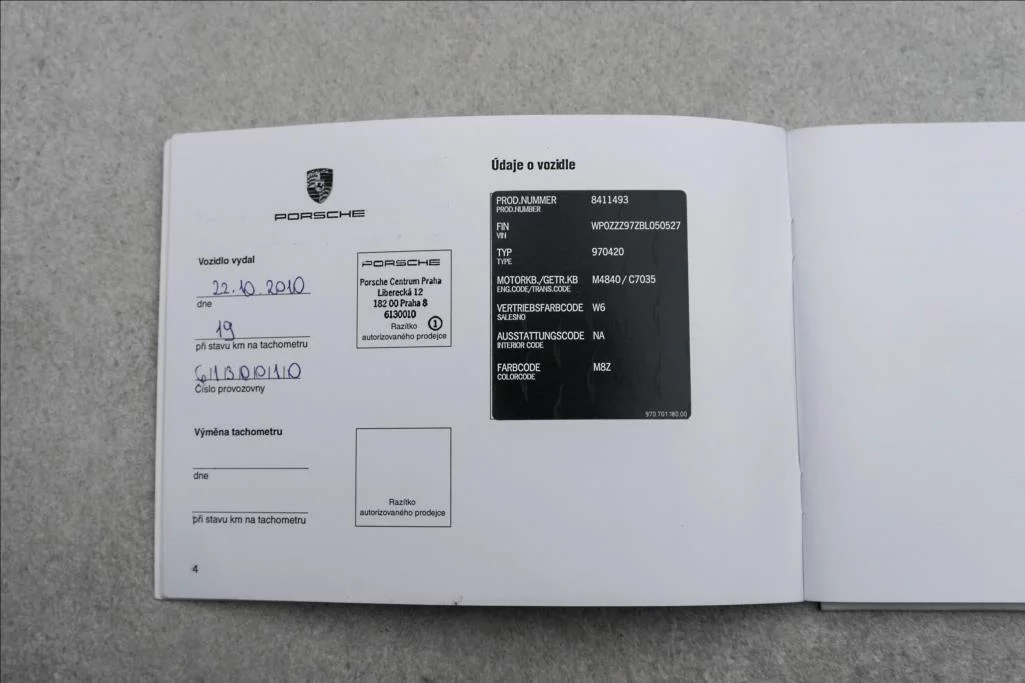 PORSCHE
Vozidlo vydal
22.10.2010
dne
19
při stavu km na tachometru
6130010
Číslo provozovny
PORSCHE
Porsche Centrum Praha
Liberecká 12
182 00 Praha 8
6130010
1
Razítko
autorizovaného prodejce
Výměna tachometru
dne
při stavu km na tachometru
Razítko
autorizovaného prodejce
4
Údaje o vozidle
PROD.NUMMER 8411493
PROD.NUMBER
FIN WP0ZZZ97ZBL050527
VIN
TYP 970420
TYPE
MOTORKB./GETR.KB M4840 / C7035
ENG.CODE/TRANS.CODE
VERTRIEBSFARBCODE W6
SALESNO
AUSSTATTUNGSCODE NA
INTERIOR CODE
FARBCODE M8Z
COLORCODE
970.701.180.00